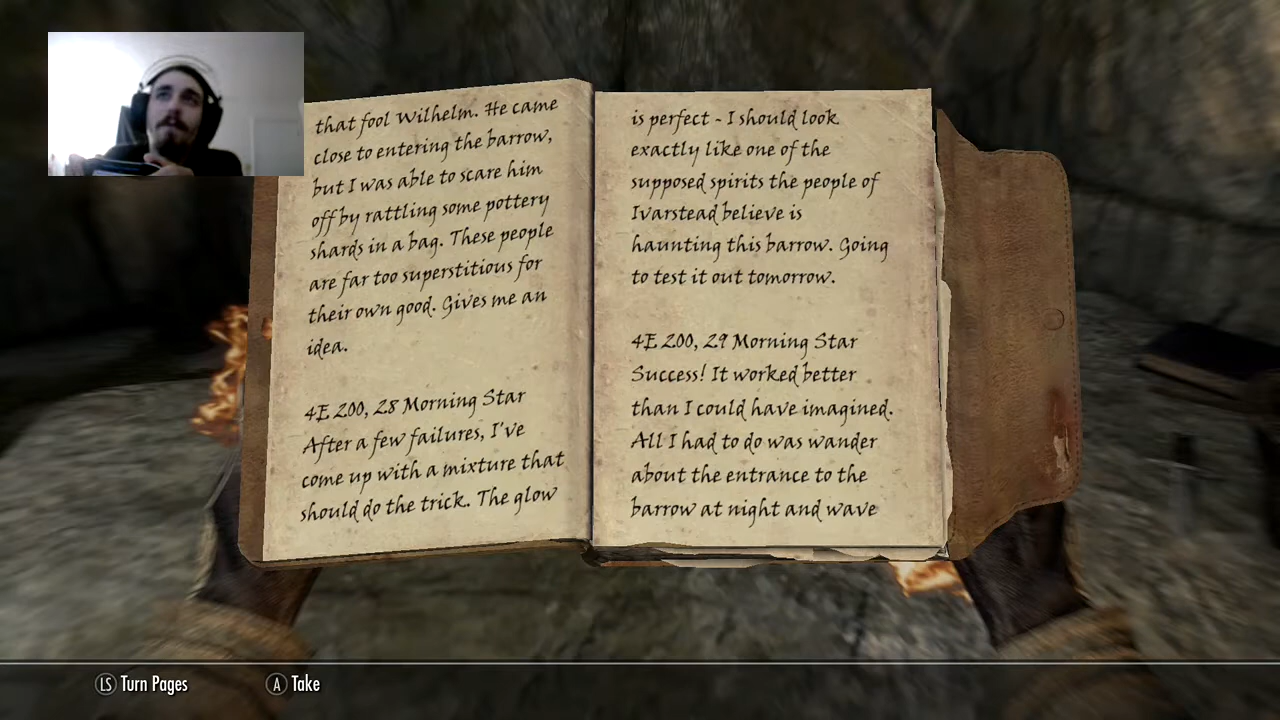 that fool Wilhelm. He came
close to entering the barrow,
but I was able to scare him
off by rattling some pottery
shards in a bag. These people
are far too superstitious for
their own good. Gives me an
idea.
4E 200, 28 Morning Star
After a few failures, I've
come up with a mixture that
should do the trick. The glow
is perfect - I should look
exactly like one of the
supposed spirits the people of
Ivarstead believe is
haunting this barrow. Going
to test it out tomorrow.
4E 200, 29 Morning Star
Success! It worked better
than I could have imagined.
All I had to do was wander
about the entrance to the
barrow at night and wave
LS Turn Pages
A Take